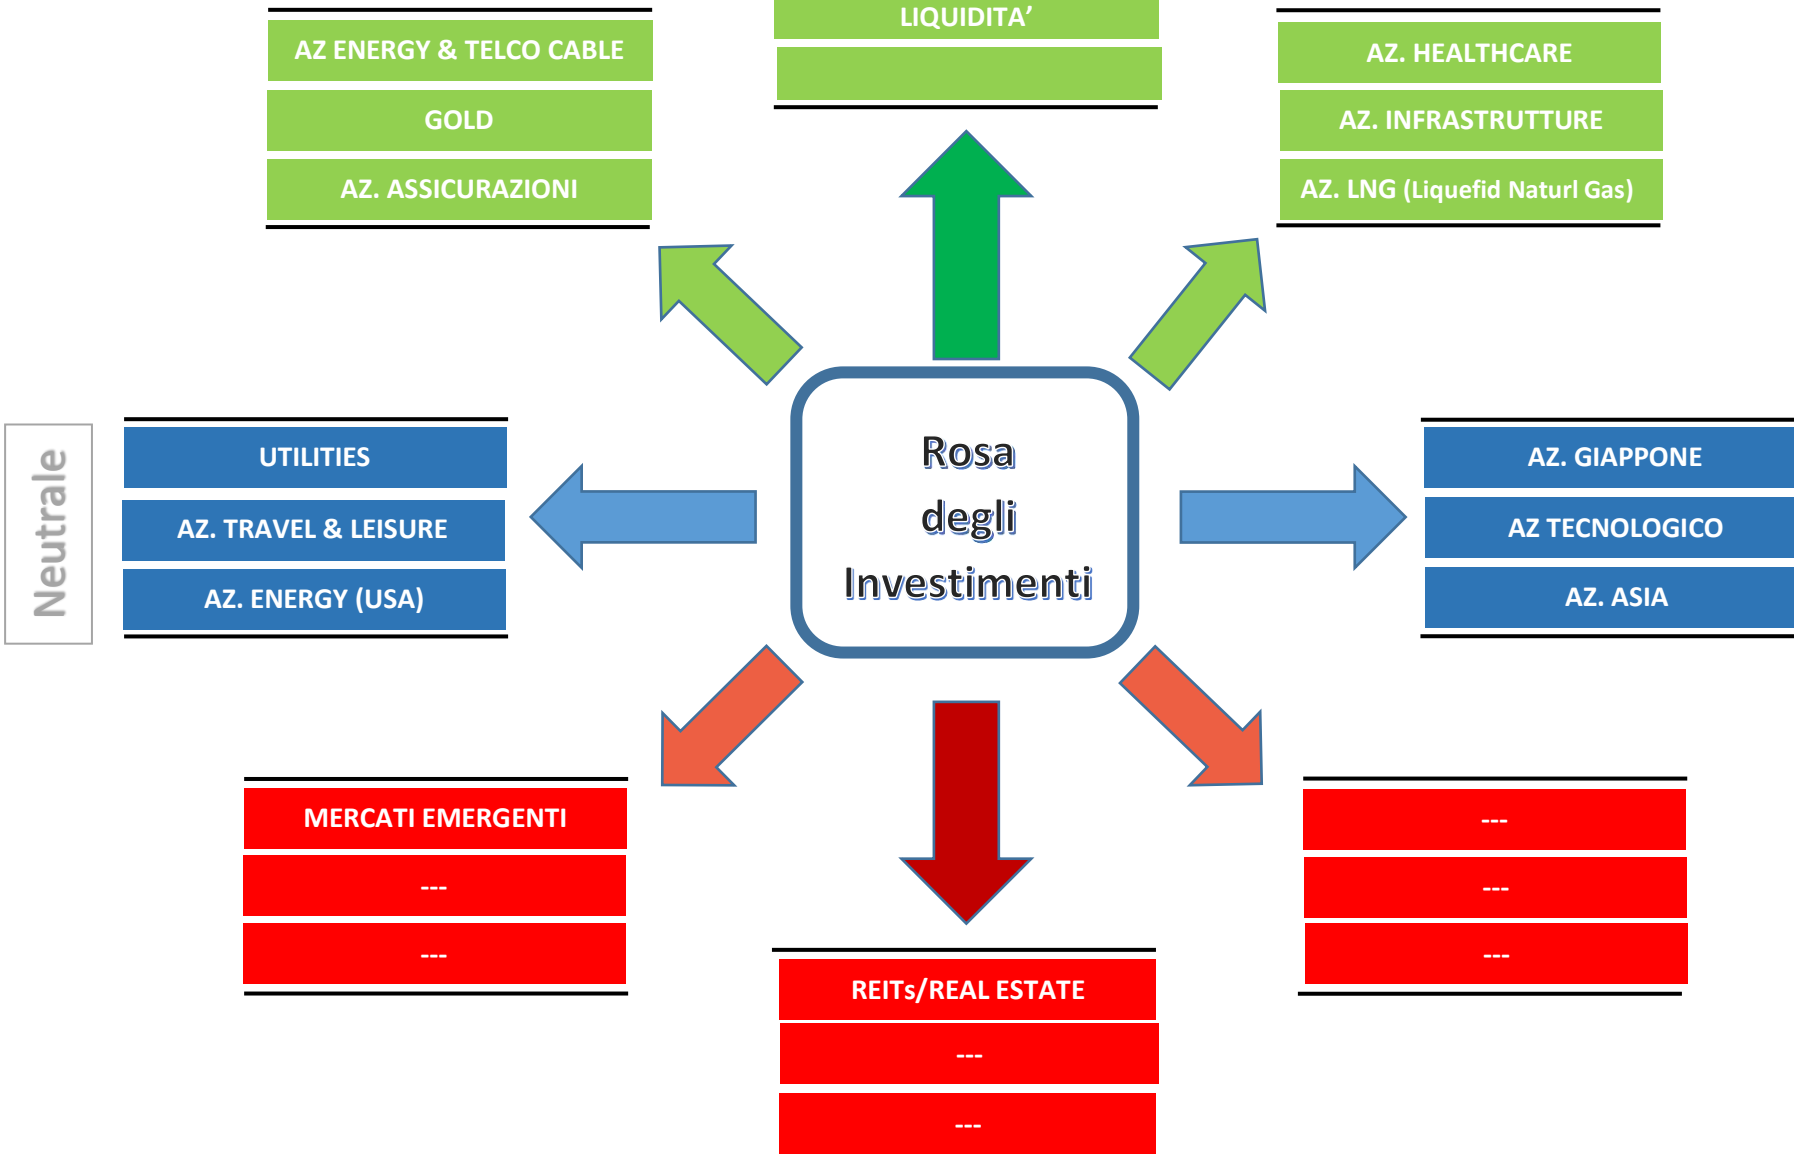 LIQUIDITA’
AZ ENERGY & TELCO CABLE
GOLD
AZ. ASSICURAZIONI
AZ. HEALTHCARE
AZ. INFRASTRUTTURE
AZ. LNG (Liquefid Naturl Gas)
Neutrale
UTILITIES
AZ. TRAVEL & LEISURE
AZ. ENERGY (USA)
Rosa
degli
Investimenti
AZ. GIAPPONE
AZ TECNOLOGICO
AZ. ASIA
MERCATI EMERGENTI
---
---
REITs/REAL ESTATE
---
---
---
---
---